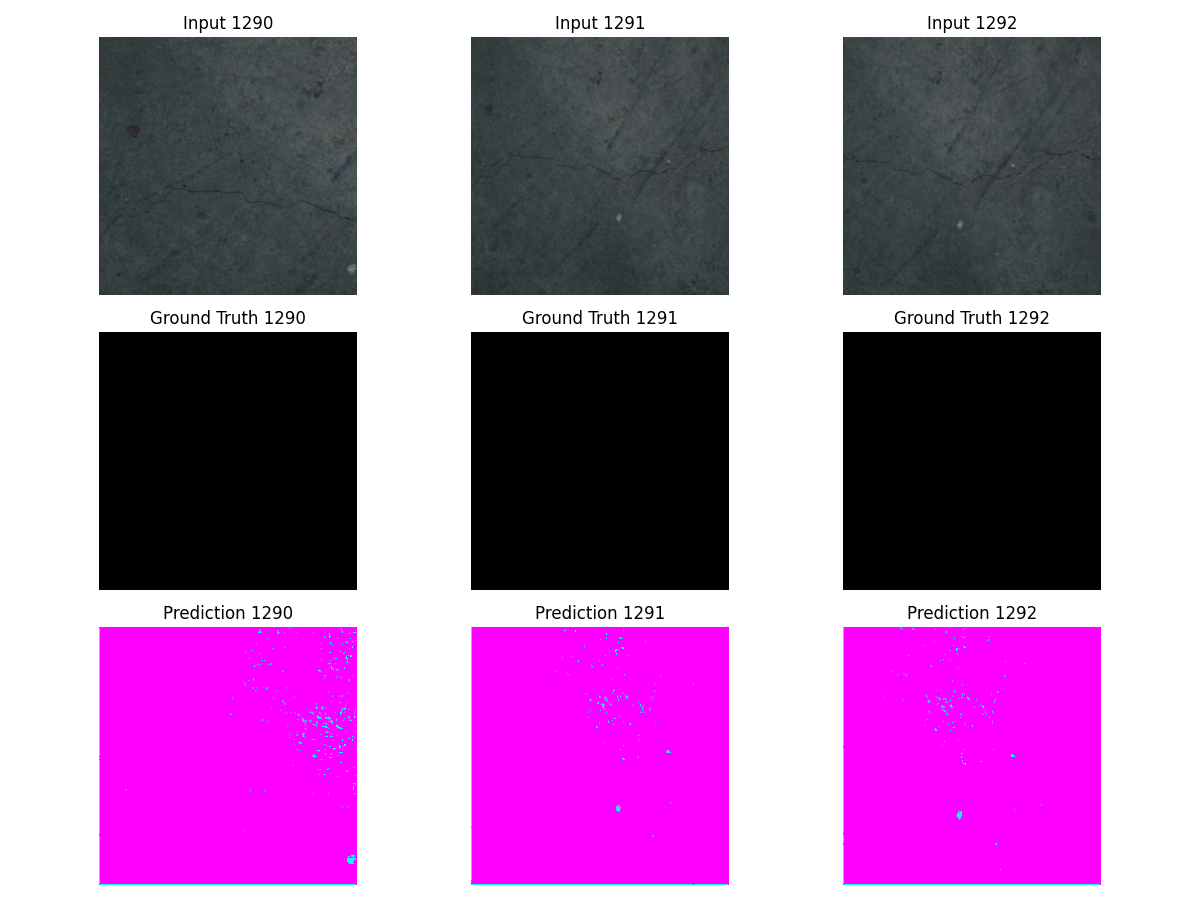 Input 1290
Input 1291
Input 1292
Ground Truth 1290
Ground Truth 1291
Ground Truth 1292
Prediction 1290
Prediction 1291
Prediction 1292